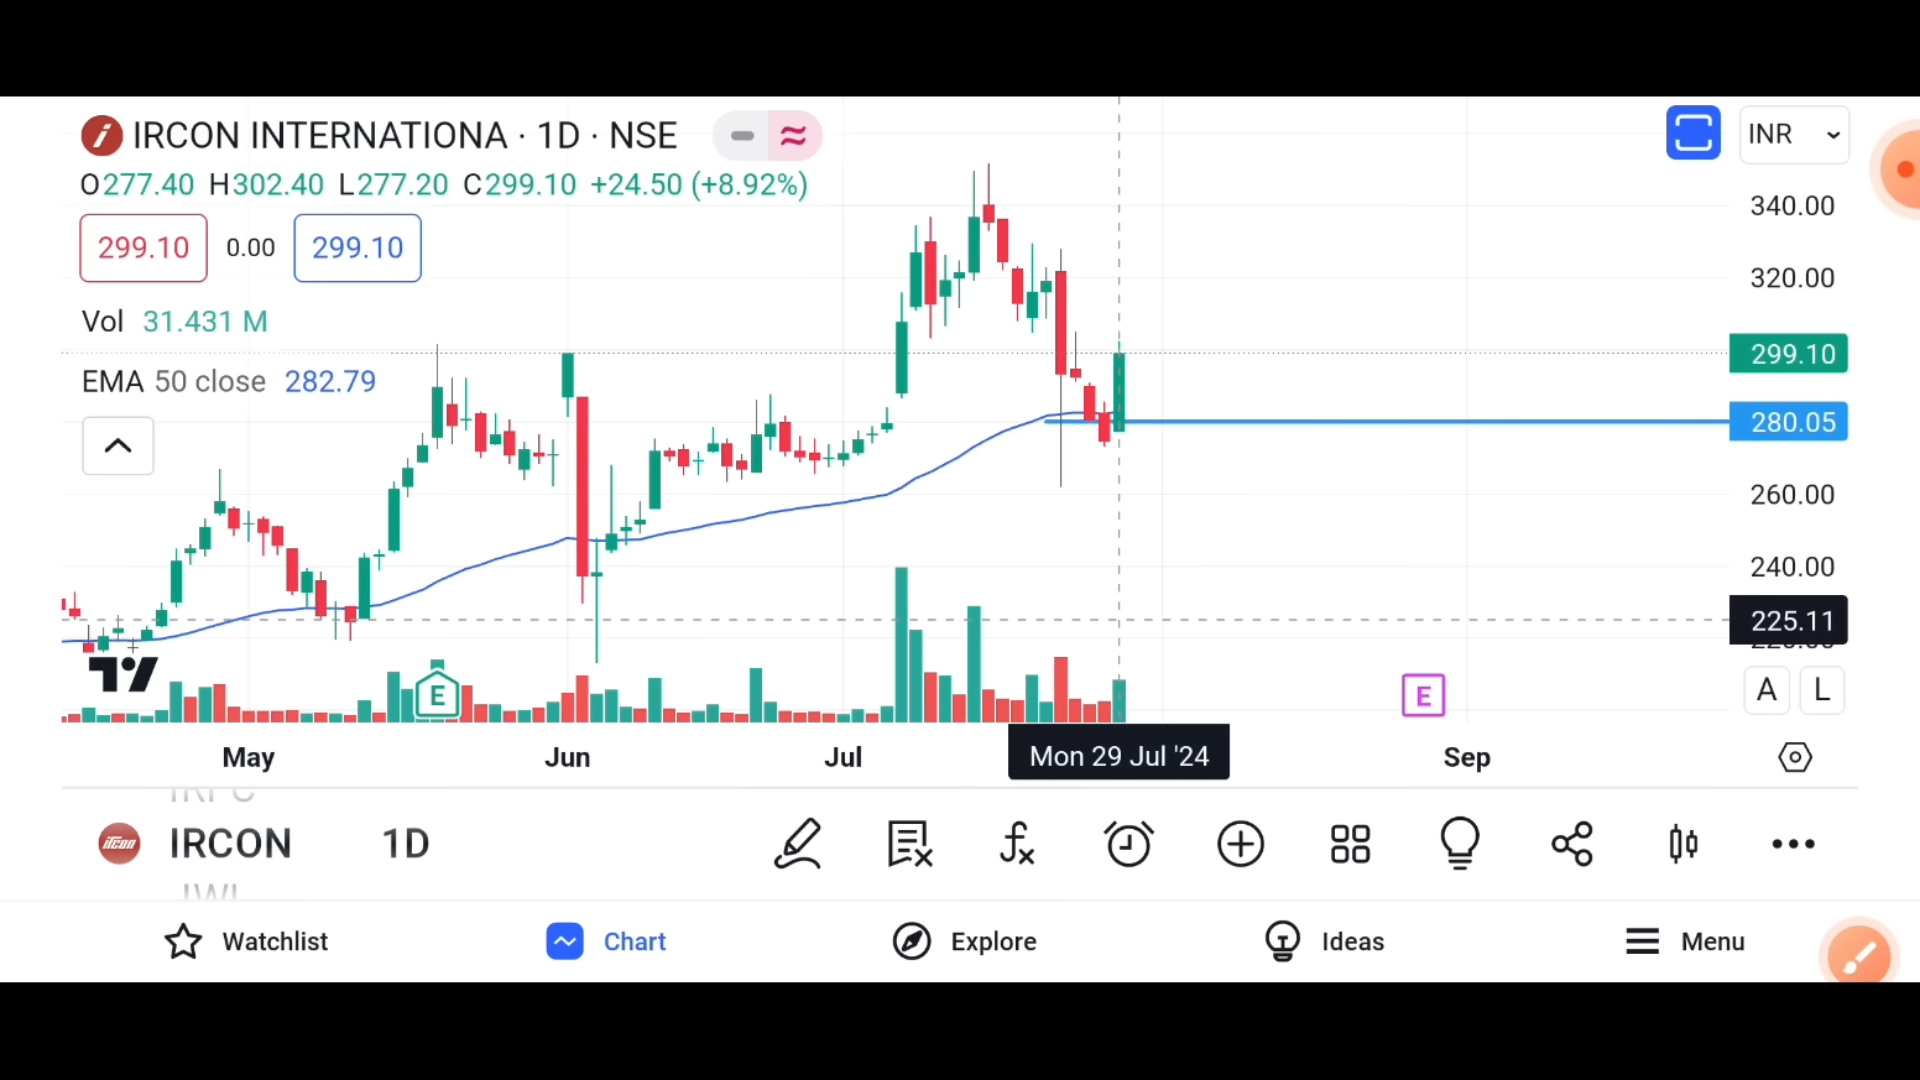 IRCON INTERNATIONA · 1D · NSE
INR
O277.40 H302.40 L277.20 C299.10 +24.50 (+8.92%)
340.00
299.10 0.00 299.10
320.00
Vol 31.431 M
299.10
EMA 50 close 282.79
280.05
260.00
240.00
225.11
E
E
A L
May Jun Jul Mon 29 Jul '24 Sep
IRCON 1D
Watchlist Chart Explore Ideas Menu